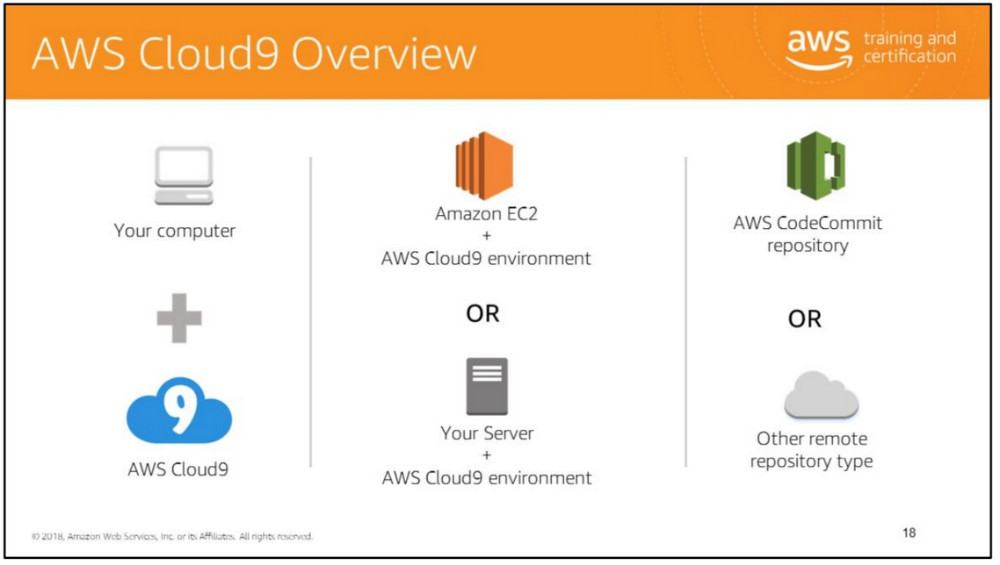 AWS Cloud9 Overview
aws training and
certification
Your computer
+
9
AWS Cloud9
Amazon EC2
+
AWS Cloud9 environment
OR
Your Server
+
AWS Cloud9 environment
AWS CodeCommit
repository
OR
Other remote
repository type
© 2018, Amazon Web Services, Inc. or its Affiliates. All rights reserved.
18